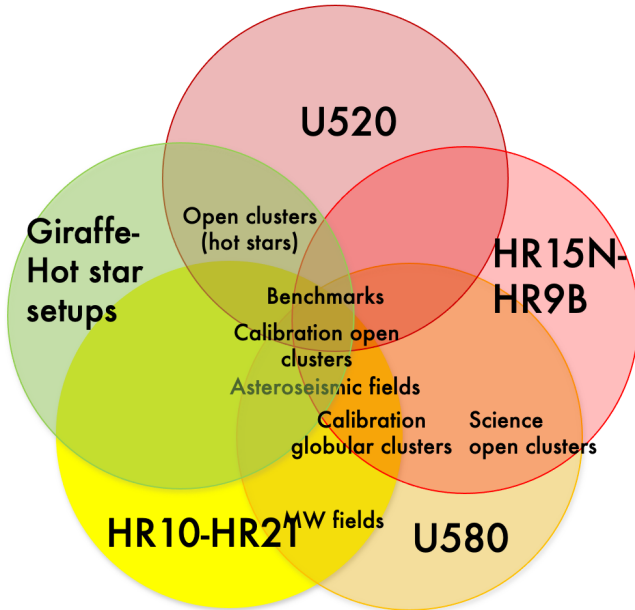 U520
Open clusters
(hot stars)
Giraffe-
Hot star
setups
HR15N-
HR9B
Benchmarks
Calibration open
clusters
Asteroseismic fields
Calibration
globular clusters
Science
open clusters
HR10-HR21
MW fields
U580